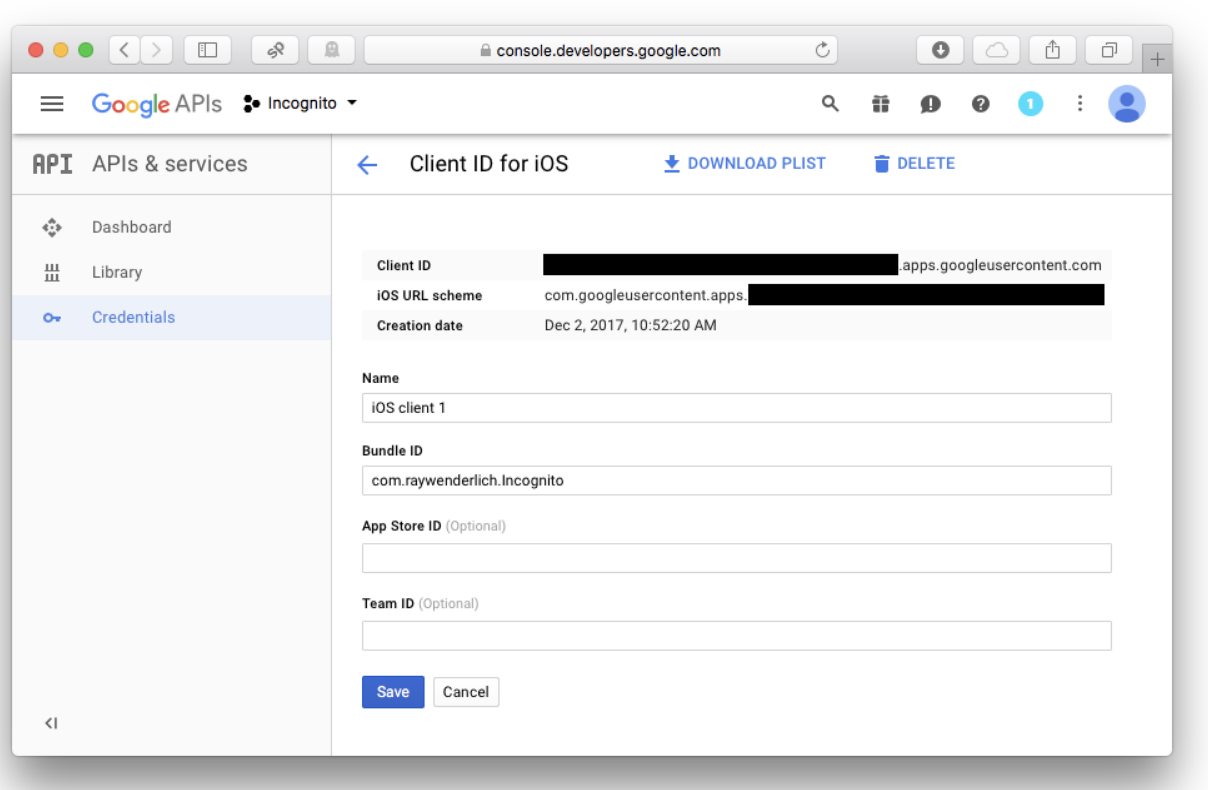 console.developers.google.com
Google APIs Incognito
1
API APIs & services
Client ID for iOS
DOWNLOAD PLIST
DELETE
Dashboard
Library
Credentials
Client ID .apps.googleusercontent.com
iOS URL scheme com.googleusercontent.apps.
Creation date Dec 2, 2017, 10:52:20 AM
Name
iOS client 1
Bundle ID
com.raywenderlich.Incognito
App Store ID (Optional)
Team ID (Optional)
Save
Cancel